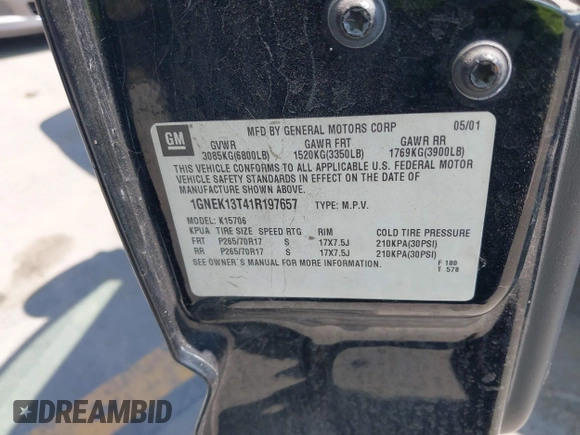 MFD BY GENERAL MOTORS CORP 05/01
GM
GVWR GAWR FRT GAWR RR
3085KG(6800LB) 1520KG(3350LB) 1769KG(3900LB)
THIS VEHICLE CONFORMS TO ALL APPLICABLE U.S. FEDERAL MOTOR
VEHICLE SAFETY STANDARDS IN EFFECT ON THE DATE OF
MANUFACTURE SHOWN ABOVE.
1GNEK13T41R197657 TYPE: M.P.V.
MODEL: K15706
KPUA TIRE SIZE SPEED RTG RIM COLD TIRE PRESSURE
FRT P265/70R17 S 17X7.5J 210KPA(30PSI)
RR P265/70R17 S 17X7.5J 210KPA(30PSI)
SEE OWNER'S MANUAL FOR MORE INFORMATION.
F 180
T 578
DREAMBID